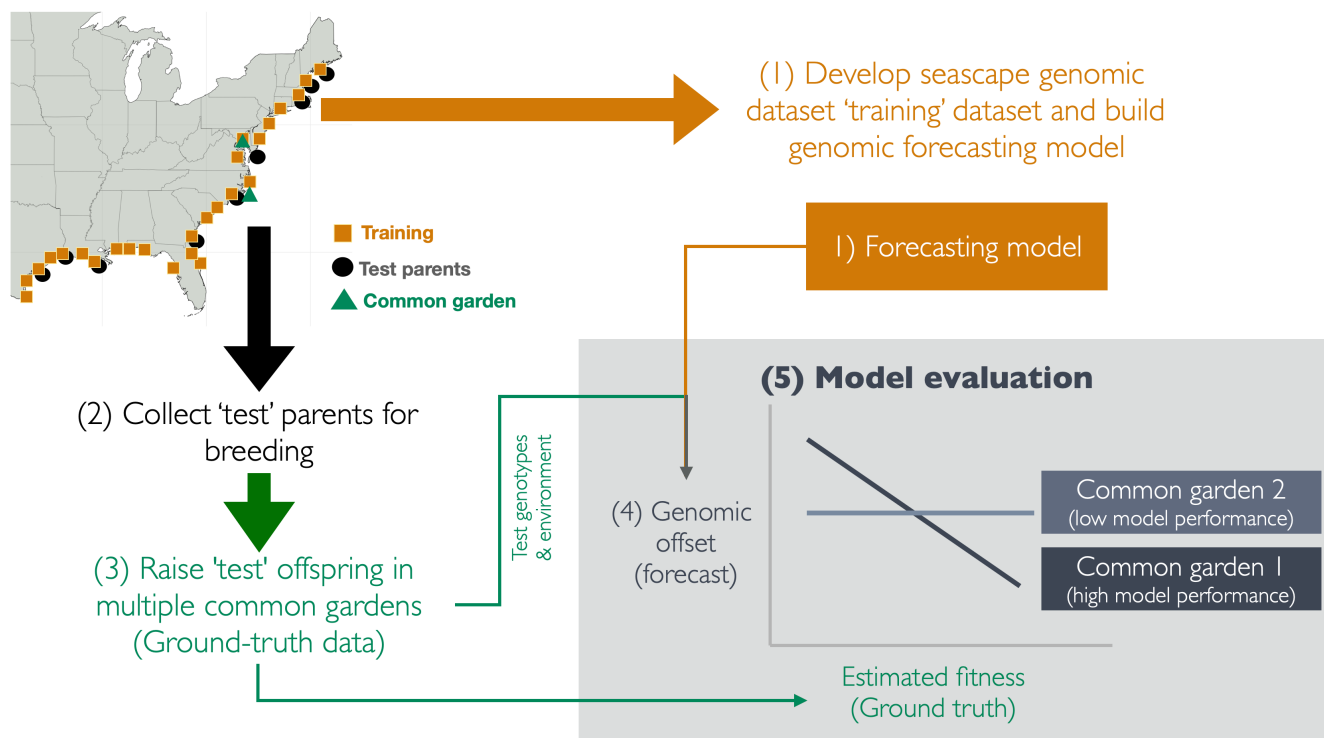 (1) Develop seascape genomic
dataset ‘training’ dataset and build
genomic forecasting model
Training
Test parents
Common garden
1) Forecasting model
(2) Collect ‘test’ parents for
breeding
(3) Raise 'test' offspring in
multiple common gardens
(Ground-truth data)
Test genotypes
& environment
(4) Genomic
offset
(forecast)
(5) Model evaluation
Common garden 2
(low model performance)
Common garden 1
(high model performance)
Estimated fitness
(Ground truth)